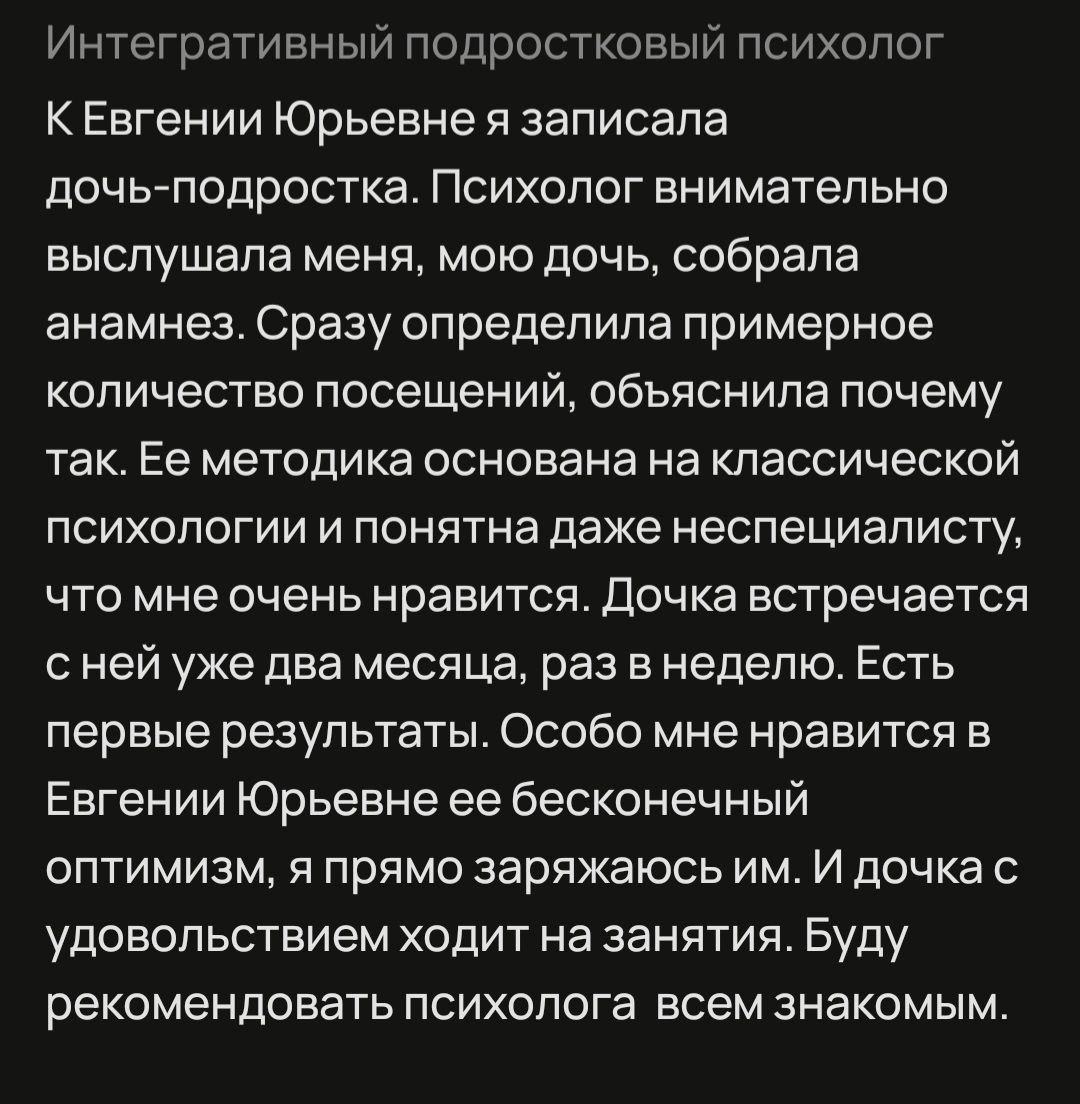 Интегративный подростковый психолог
К Евгении Юрьевне я записала
дочь-подростка. Психолог внимательно
выслушала меня, мою дочь, собрала
анамнез. Сразу определила примерное
количество посещений, объяснила почему
так. Ее методика основана на классической
психологии и понятна даже неспециалисту,
что мне очень нравится. Дочка встречается
с ней уже два месяца, раз в неделю. Есть
первые результаты. Особо мне нравится в
Евгении Юрьевне ее бесконечный
оптимизм, я прямо заряжаюсь им. И дочка с
удовольствием ходит на занятия. Буду
рекомендовать психолога  всем знакомым.